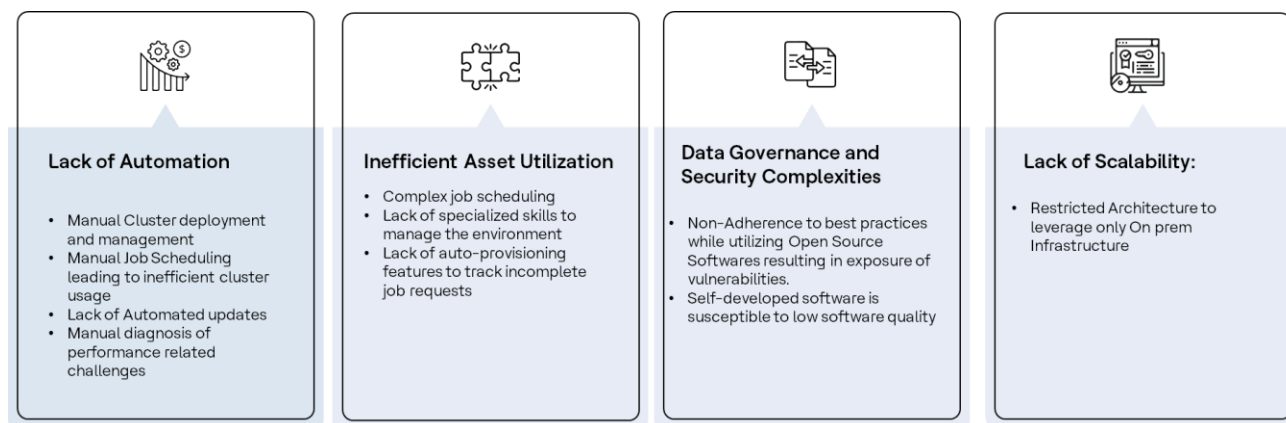 Lack of Automation
• Manual Cluster deployment
and management
• Manual Job Scheduling
leading to inefficient cluster
usage
• Lack of Automated updates
• Manual diagnosis of
performance related
challenges
Inefficient Asset Utilization
• Complex job scheduling
• Lack of specialized skills to
manage the environment
• Lack of auto-provisioning
features to track incomplete
job requests
Data Governance and
Security Complexities
• Non-Adherence to best practices
while utilizing Open Source
Softwares resulting in exposure of
vulnerabilities.
• Self-developed software is
susceptible to low software quality
Lack of Scalability:
• Restricted Architecture to
leverage only On prem
Infrastructure